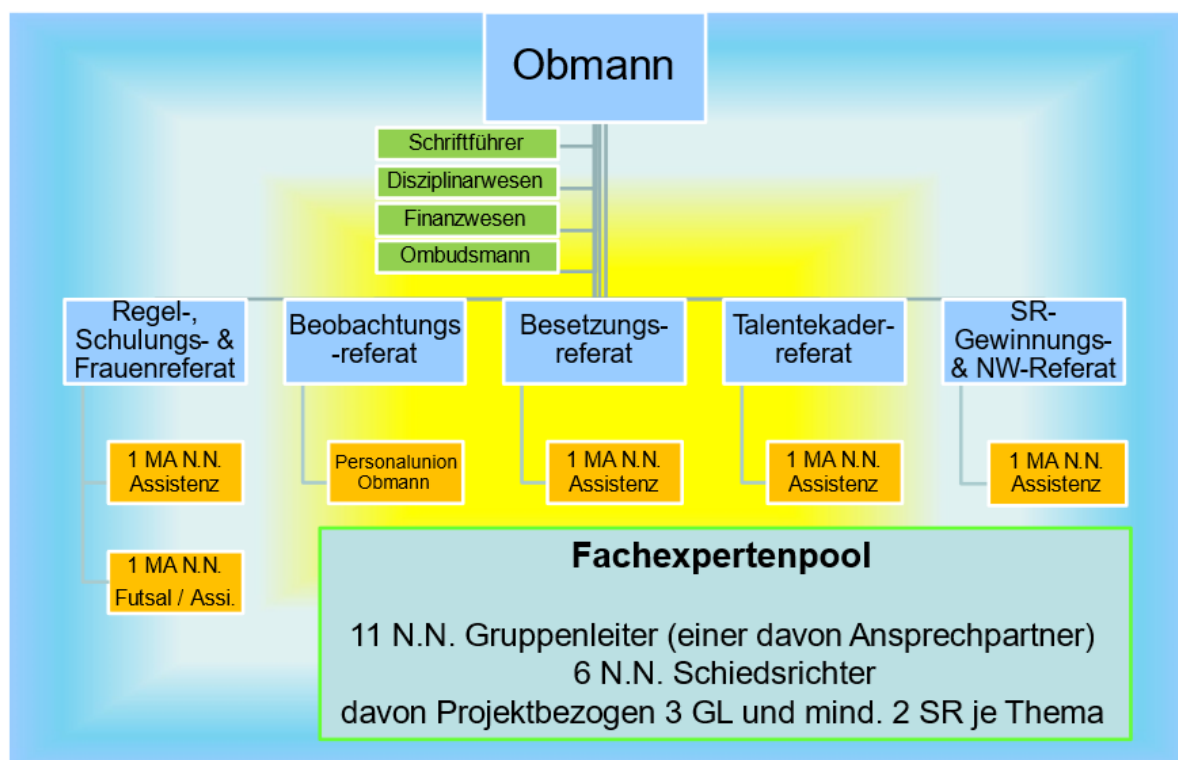 Obmann
Schriftführer
Disziplinarwesen
Finanzwesen
Ombudsmann
Regel-,
Schulungs- &
Frauenreferat
Beobachtungs
-referat
Besetzungs-
referat
Talentekader-
referat
SR-
Gewinnungs-
& NW-Referat
1 MA N.N.
Assistenz
Personalunion
Obmann
1 MA N.N.
Assistenz
1 MA N.N.
Assistenz
1 MA N.N.
Assistenz
1 MA N.N.
Futsal / Assi.
Fachexpertenpool
11 N.N. Gruppenleiter (einer davon Ansprechpartner)
6 N.N. Schiedsrichter
davon Projektbezogen 3 GL und mind. 2 SR je Thema